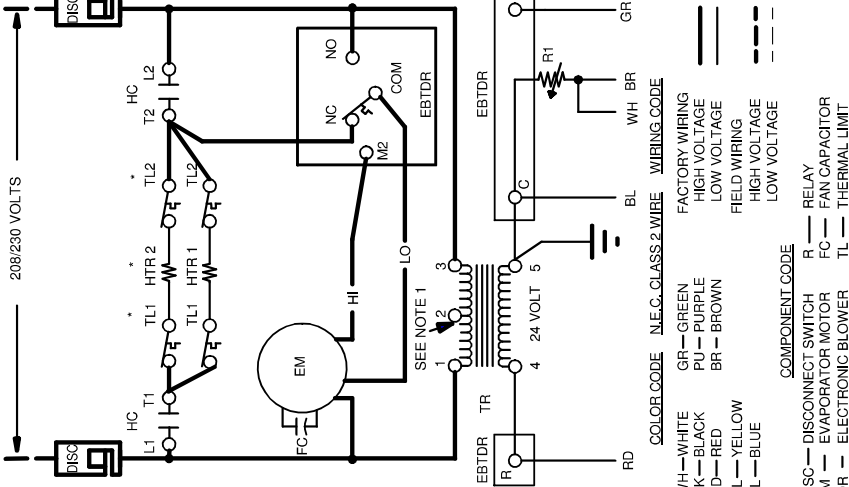 208/230 VOLTS
DISC
DISC
L1
HC
T1
TL1
TL1
*
HTR 2
HTR 1
*
TL2
TL2
*
T2
HC
L2
NO
NC
COM
M2
EBTDR
EM
FC
HI
LO
SEE NOTE 1
1
2
3
TR
24 VOLT
4
5
EBTDR
R
RD
EBTDR
C
BL
R1
WH
BR
GR
COLOR CODE N.E.C. CLASS 2 WIRE
/H—WHITE
K—BLACK
D—RED
L—YELLOW
L—BLUE
GR—GREEN
PU—PURPLE
BR—BROWN
WIRING CODE
FACTORY WIRING
HIGH VOLTAGE
LOW VOLTAGE
FIELD WIRING
HIGH VOLTAGE
LOW VOLTAGE
COMPONENT CODE
SC— DISCONNECT SWITCH
M — EVAPORATOR MOTOR
R — ELECTRONIC BLOWER
R — RELAY
FC — FAN CAPACITOR
TL — THERMAL LIMIT